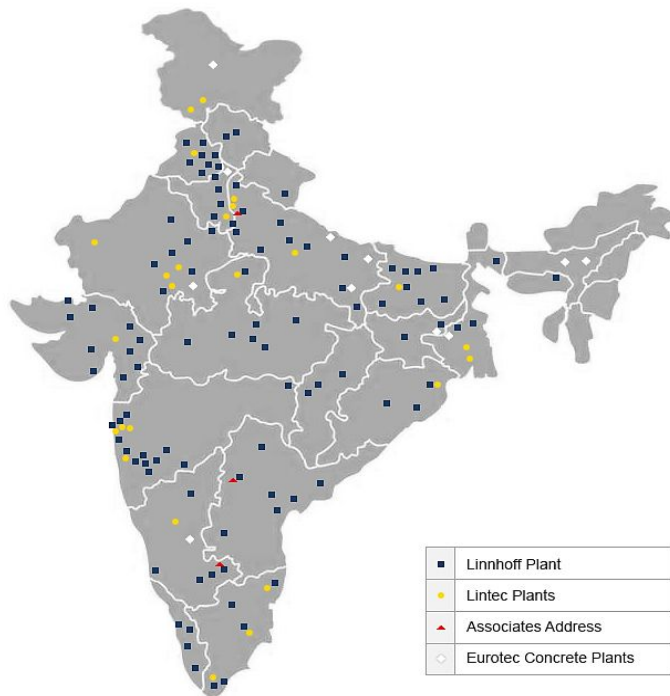 Linnhoff Plant
Lintec Plants
Associates Address
Eurotec Concrete Plants